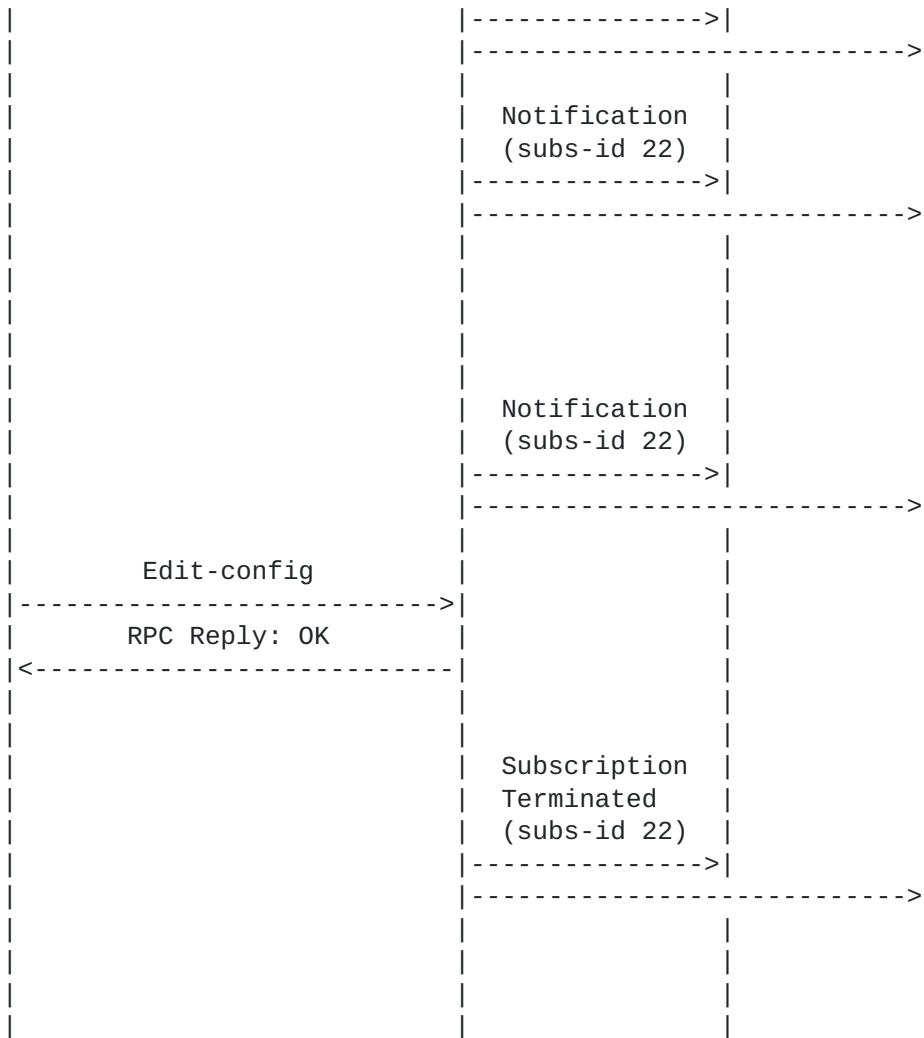 Notification
(subs-id 22)
Notification
(subs-id 22)
Edit-config
RPC Reply: OK
Subscription
Terminated
(subs-id 22)